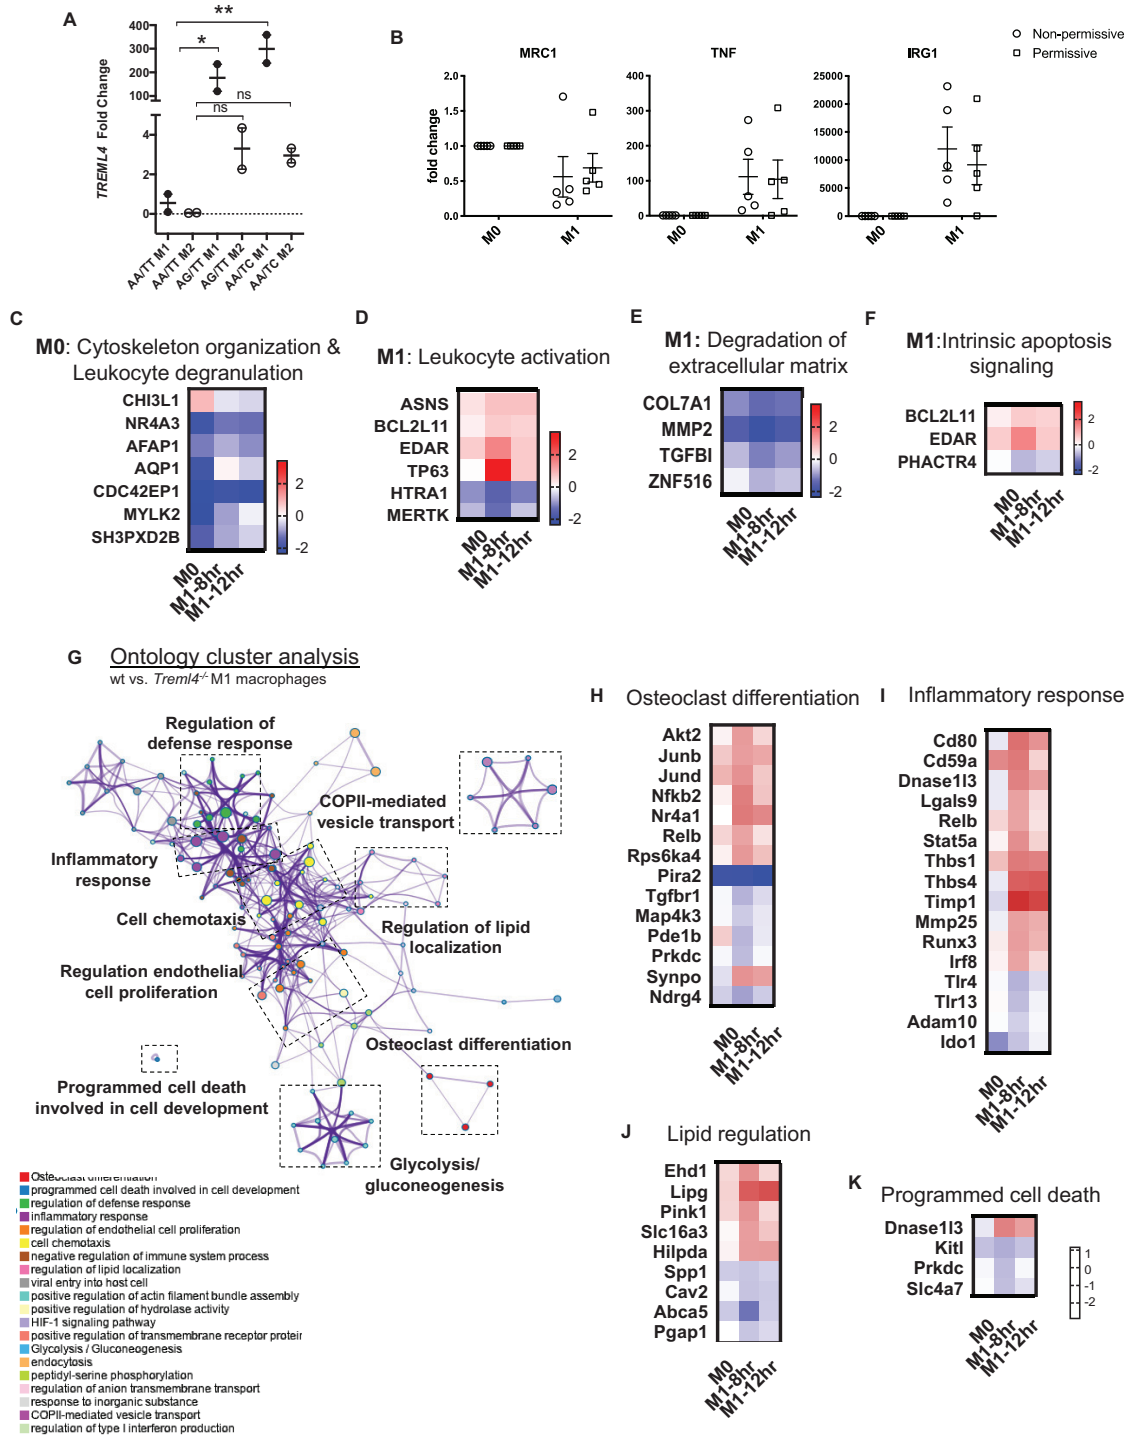 A
TREML4 Fold Change
400
300
200
100
4
2
0
**
*
ns
ns
AA/TT M1
AA/TT M2
AG/TT M1
AG/TT M2
AA/TC M1
AA/TC M2
B
Non-permissive
Permissive
MRC1
TNF
IRG1
fold change
2.0
1.5
1.0
0.5
0.0
M0
M1
400
300
200
100
0
M0
M1
25000
20000
15000
10000
5000
0
M0
M1
C
M0: Cytoskeleton organization &
Leukocyte degranulation
CHI3L1
NR4A3
AFAP1
AQP1
CDC42EP1
MYLK2
SH3PXD2B
M0
M1-8hr
M1-12hr
2
0
-2
D
M1: Leukocyte activation
ASNS
BCL2L11
EDAR
TP63
HTRA1
MERTK
M0
M1-8hr
M1-12hr
2
0
-2
E
M1: Degradation of
extracellular matrix
COL7A1
MMP2
TGFBI
ZNF516
M0
M1-8hr
M1-12hr
2
0
-2
F
M1:Intrinsic apoptosis
signaling
BCL2L11
EDAR
PHACTR4
M0
M1-8hr
M1-12hr
2
0
-2
G
Ontology cluster analysis
wt vs. Treml4-/- M1 macrophages
Regulation of
defense response
COPII-mediated
vesicle transport
Inflammatory
response
Cell chemotaxis
Regulation of lipid
localization
Regulation endothelial
cell proliferation
Osteoclast differentiation
Programmed cell death
involved in cell development
Glycolysis/
gluconeogenesis
Osteoclast differentiation
programmed cell death involved in cell development
regulation of defense response
inflammatory response
regulation of endothelial cell proliferation
cell chemotaxis
negative regulation of immune system process
regulation of lipid localization
viral entry into host cell
positive regulation of actin filament bundle assembly
positive regulation of hydrolase activity
HIF-1 signaling pathway
positive regulation of transmembrane receptor protein
Glycolysis / Gluconeogenesis
endocytosis
peptidyl-serine phosphorylation
regulation of anion transmembrane transport
response to inorganic substance
COPII-mediated vesicle transport
regulation of type I interferon production
H
Osteoclast differentiation
Akt2
Junb
Jund
Nfkb2
Nr4a1
Relb
Rps6ka4
Pira2
Tgfbr1
Map4k3
Pde1b
Prkdc
Synpo
Ndrg4
M0
M1-8hr
M1-12hr
I
Inflammatory response
Cd80
Cd59a
Dnase1l3
Lgals9
Relb
Stat5a
Thbs1
Thbs4
Timp1
Mmp25
Runx3
Irf8
Tlr4
Tlr13
Adam10
Ido1
M0
M1-8hr
M1-12hr
J
Lipid regulation
Ehd1
Lipg
Pink1
Slc16a3
Hilpda
Spp1
Cav2
Abca5
Pgap1
M0
M1-8hr
M1-12hr
K
Programmed cell death
Dnase1l3
Kitl
Prkdc
Slc4a7
M0
M1-8hr
M1-12hr
1
0
-1
-2